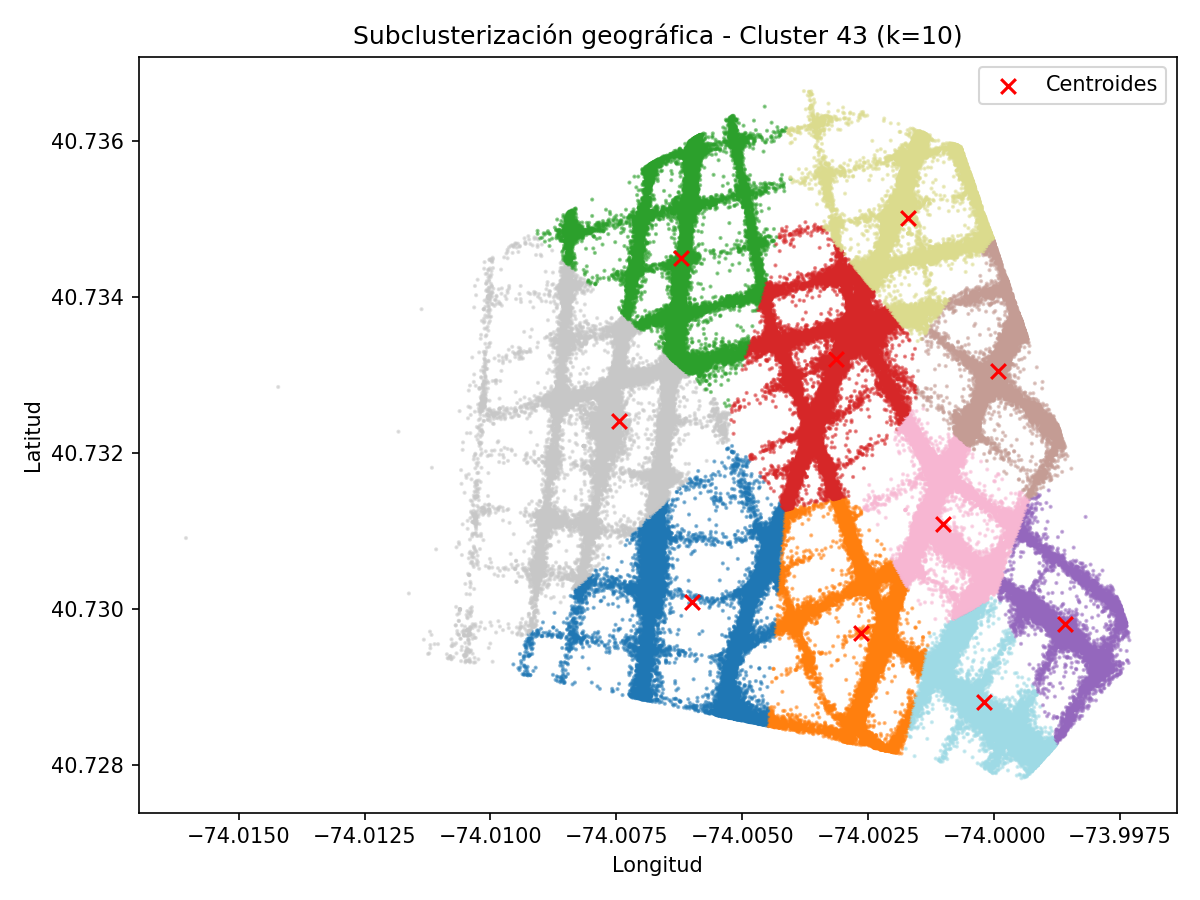 Subclusterización geográfica - Cluster 43 (k=10)
Centroides
40.736
40.734
40.732
40.730
40.728
Latitud
−74.0150 −74.0125 −74.0100 −74.0075 −74.0050 −74.0025 −74.0000 −73.9975
Longitud